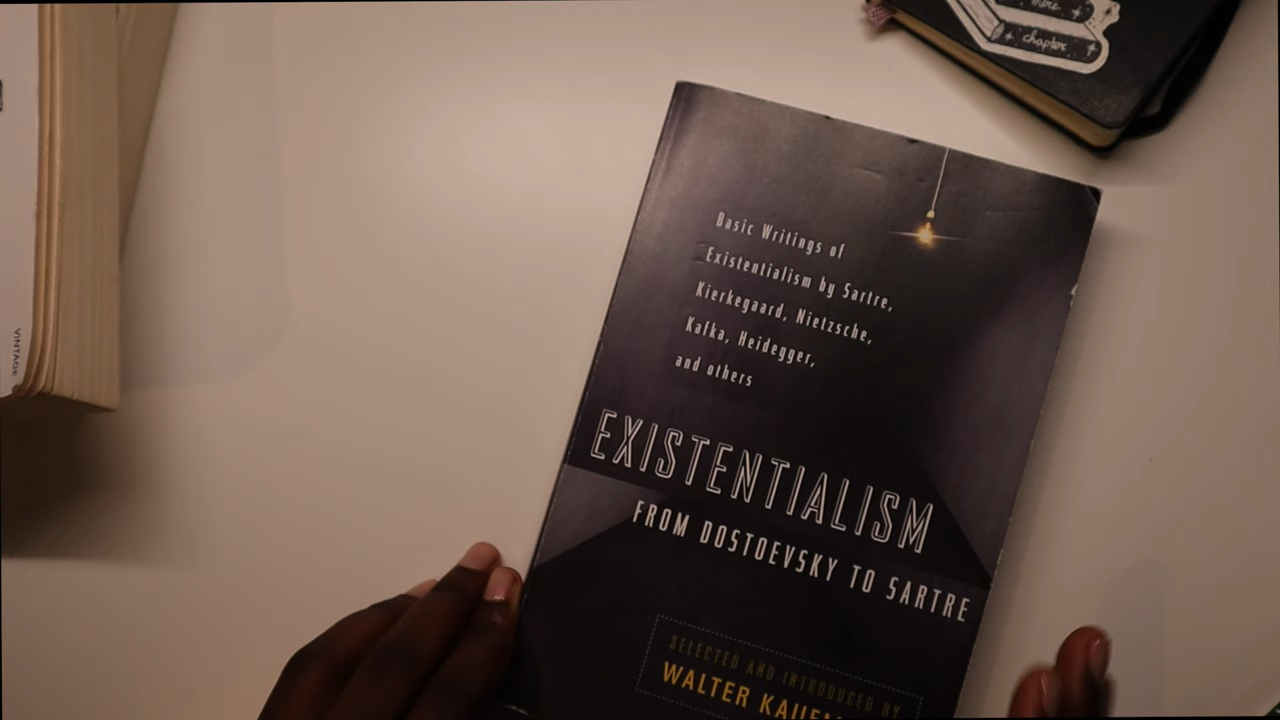 more
chapter
VINTAGE
Basic Writings of
Existentialism by Sartre,
Kierkegaard, Nietzsche,
Kafka, Heidegger,
and others
EXISTENTIALISM
FROM DOSTOEVSKY TO SARTRE
SELECTED AND INTRODUCED BY
WALTER